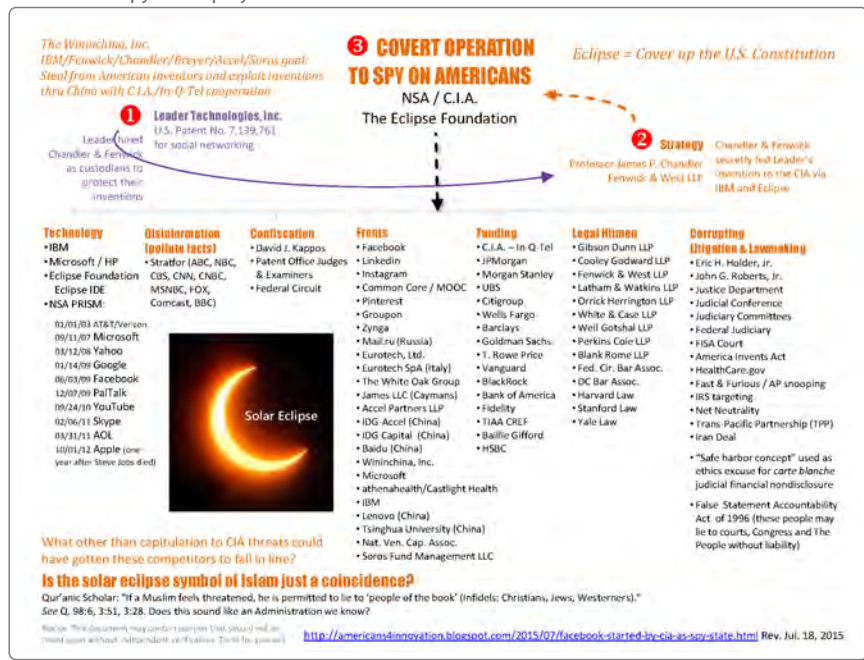 The Wininchina, Inc.
IBM/Fenwick/Chandler/Breyer/Accel/Soros goal:
Steal from American inventors and exploit inventions
thru China with C.I.A./In-Q-Tel cooperation
3 COVERT OPERATION
TO SPY ON AMERICANS
NSA / C.I.A.
The Eclipse Foundation
Eclipse = Cover up the U.S. Constitution
1 Leader Technologies, Inc.
U.S. Patent No. 7,139,761
for social networking
Leader hired
Chandler & Fenwick
as custodians to
protect their
inventions
2 Strategy
Professor James P. Chandler
Fenwick & West LLP
Chandler & Fenwick
secretly fed Leader's
invention to the CIA via
IBM and Eclipse
Technology
• IBM
• Microsoft / HP
• Eclipse Foundation
Eclipse IDE
• NSA PRISM:
01/01/03 AT&T/Verizon
09/11/07 Microsoft
03/12/08 Yahoo
01/14/09 Google
06/03/09 Facebook
12/07/09 PalTalk
09/24/10 YouTube
02/06/11 Skype
03/31/11 AOL
10/01/12 Apple (one
year after Steve Jobs died)
Disinformation
(pollute facts)
• Stratfor (ABC, NBC,
CBS, CNN, CNBC,
MSNBC, FOX,
Comcast, BBC)
Confiscation
• David J. Kappos
• Patent Office Judges
& Examiners
• Federal Circuit
Solar Eclipse
Fronts
• Facebook
• Linkedin
• Instagram
• Common Core / MOOC
• Pinterest
• Groupon
• Zynga
• Mail.ru (Russia)
• Eurotech, Ltd.
• Eurotech SpA (Italy)
• The White Oak Group
• James LLC (Caymans)
• Accel Partners LLP
• IDG-Accel (China)
• IDG Capital (China)
• Baidu (China)
• Wininchina, Inc.
• Microsoft
• athenahealth/Castlight Health
• IBM
• Lenovo (China)
• Tsinghua University (China)
• Nat. Ven. Cap. Assoc.
• Soros Fund Management LLC
Funding
• C.I.A. – In-Q-Tel
• JPMorgan
• Morgan Stanley
• UBS
• Citigroup
• Wells Fargo
• Barclays
• Goldman Sachs
• T. Rowe Price
• Vanguard
• BlackRock
• Bank of America
• Fidelity
• TIAA CREF
• Baillie Gifford
• HSBC
Legal Hitmen
• Gibson Dunn LLP
• Cooley Godward LLP
• Fenwick & West LLP
• Latham & Watkins LLP
• Orrick Herrington LLP
• White & Case LLP
• Weil Gotshal LLP
• Perkins Coie LLP
• Blank Rome LLP
• Fed. Cir. Bar Assoc.
• DC Bar Assoc.
• Harvard Law
• Stanford Law
• Yale Law
Corrupting
Litigation & Lawmaking
• Eric H. Holder, Jr.
• John G. Roberts, Jr.
• Justice Department
• Judicial Conference
• Judiciary Committees
• Federal Judiciary
• FISA Court
• America Invents Act
• HealthCare.gov
• Fast & Furious / AP snooping
• IRS targeting
• Net Neutrality
• Trans-Pacific Partnership (TPP)
• Iran Deal
• "Safe harbor concept" used as
ethics excuse for carte blanche
judicial financial nondisclosure
• False Statement Accountability
Act of 1996 (these people may
lie to courts, Congress and The
People without liability)
What other than capitulation to CIA threats could
have gotten these competitors to fall in line?
Is the solar eclipse symbol of Islam just a coincidence?
Qur'anic Scholar: "If a Muslim feels threatened, he is permitted to lie to 'people of the book' (Infidels: Christians, Jews, Westerners)."
See Q. 98:6, 3:51, 3:28. Does this sound like an Administration we know?
This document may contain
without independent verification.
http://americans4innovation.blogspot.com/2015/07/facebook-started-by-cia-as-spy-state.html Rev. Jul. 18, 2015